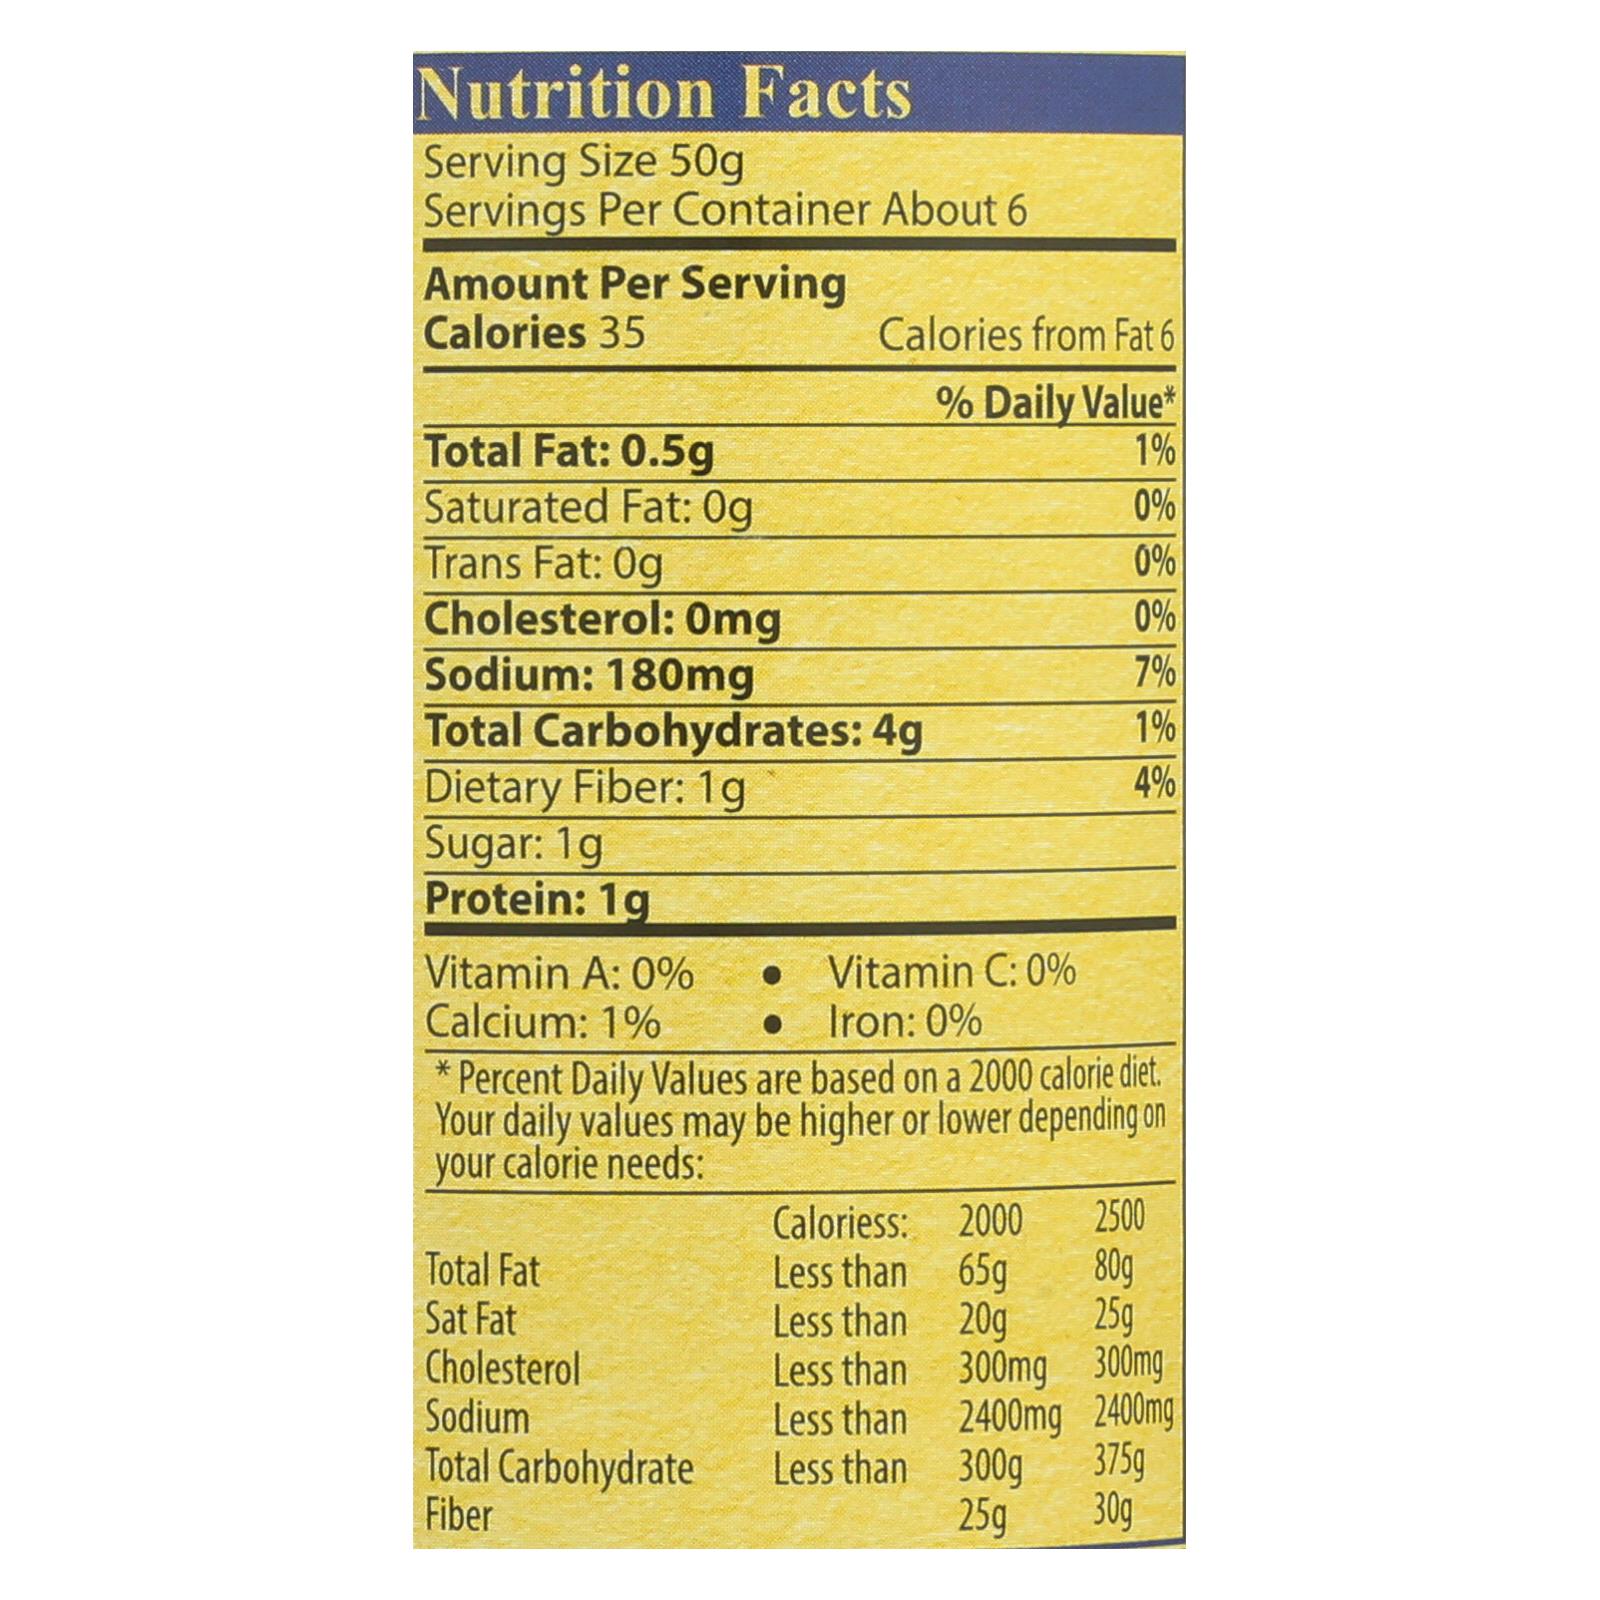 Nutrition Facts
Serving Size 50g
Servings Per Container About 6
Amount Per Serving
Calories 35 Calories from Fat 6
% Daily Value*
Total Fat: 0.5g 1%
Saturated Fat: 0g 0%
Trans Fat: 0g 0%
Cholesterol: 0mg 0%
Sodium: 180mg 7%
Total Carbohydrates: 4g 1%
Dietary Fiber: 1g 4%
Sugar: 1g
Protein: 1g
Vitamin A: 0% • Vitamin C: 0%
Calcium: 1% • Iron: 0%
* Percent Daily Values are based on a 2000 calorie diet.
Your daily values may be higher or lower depending on
your calorie needs:
Caloriess: 2000 2500
Total Fat Less than 65g 80g
Sat Fat Less than 20g 25g
Cholesterol Less than 300mg 300mg
Sodium Less than 2400mg 2400mg
Total Carbohydrate Less than 300g 375g
Fiber 25g 30g